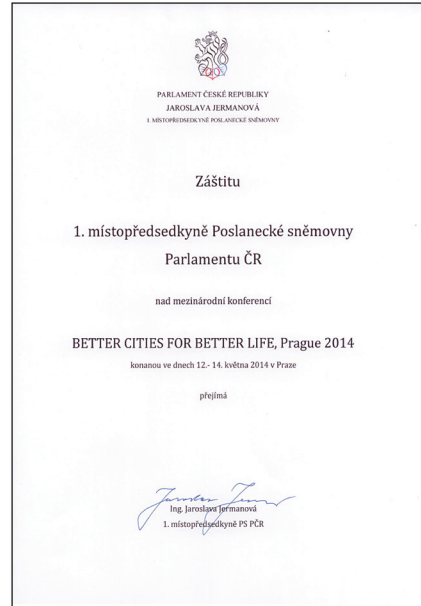 PARLAMENT ČESKÉ REPUBLIKY
JAROSLAVA JERMANOVÁ
1. MÍSTOPŘEDSEDKYNĚ POSLANECKÉ SNĚMOVNY
Záštitu
1. místopředsedkyně Poslanecké sněmovny
Parlamentu ČR
nad mezinárodní konferencí
BETTER CITIES FOR BETTER LIFE, Prague 2014
konanou ve dnech 12.- 14. května 2014 v Praze
přejímá
Ing. Jaroslava Jermanová
1. místopředsedkyně PS PČR